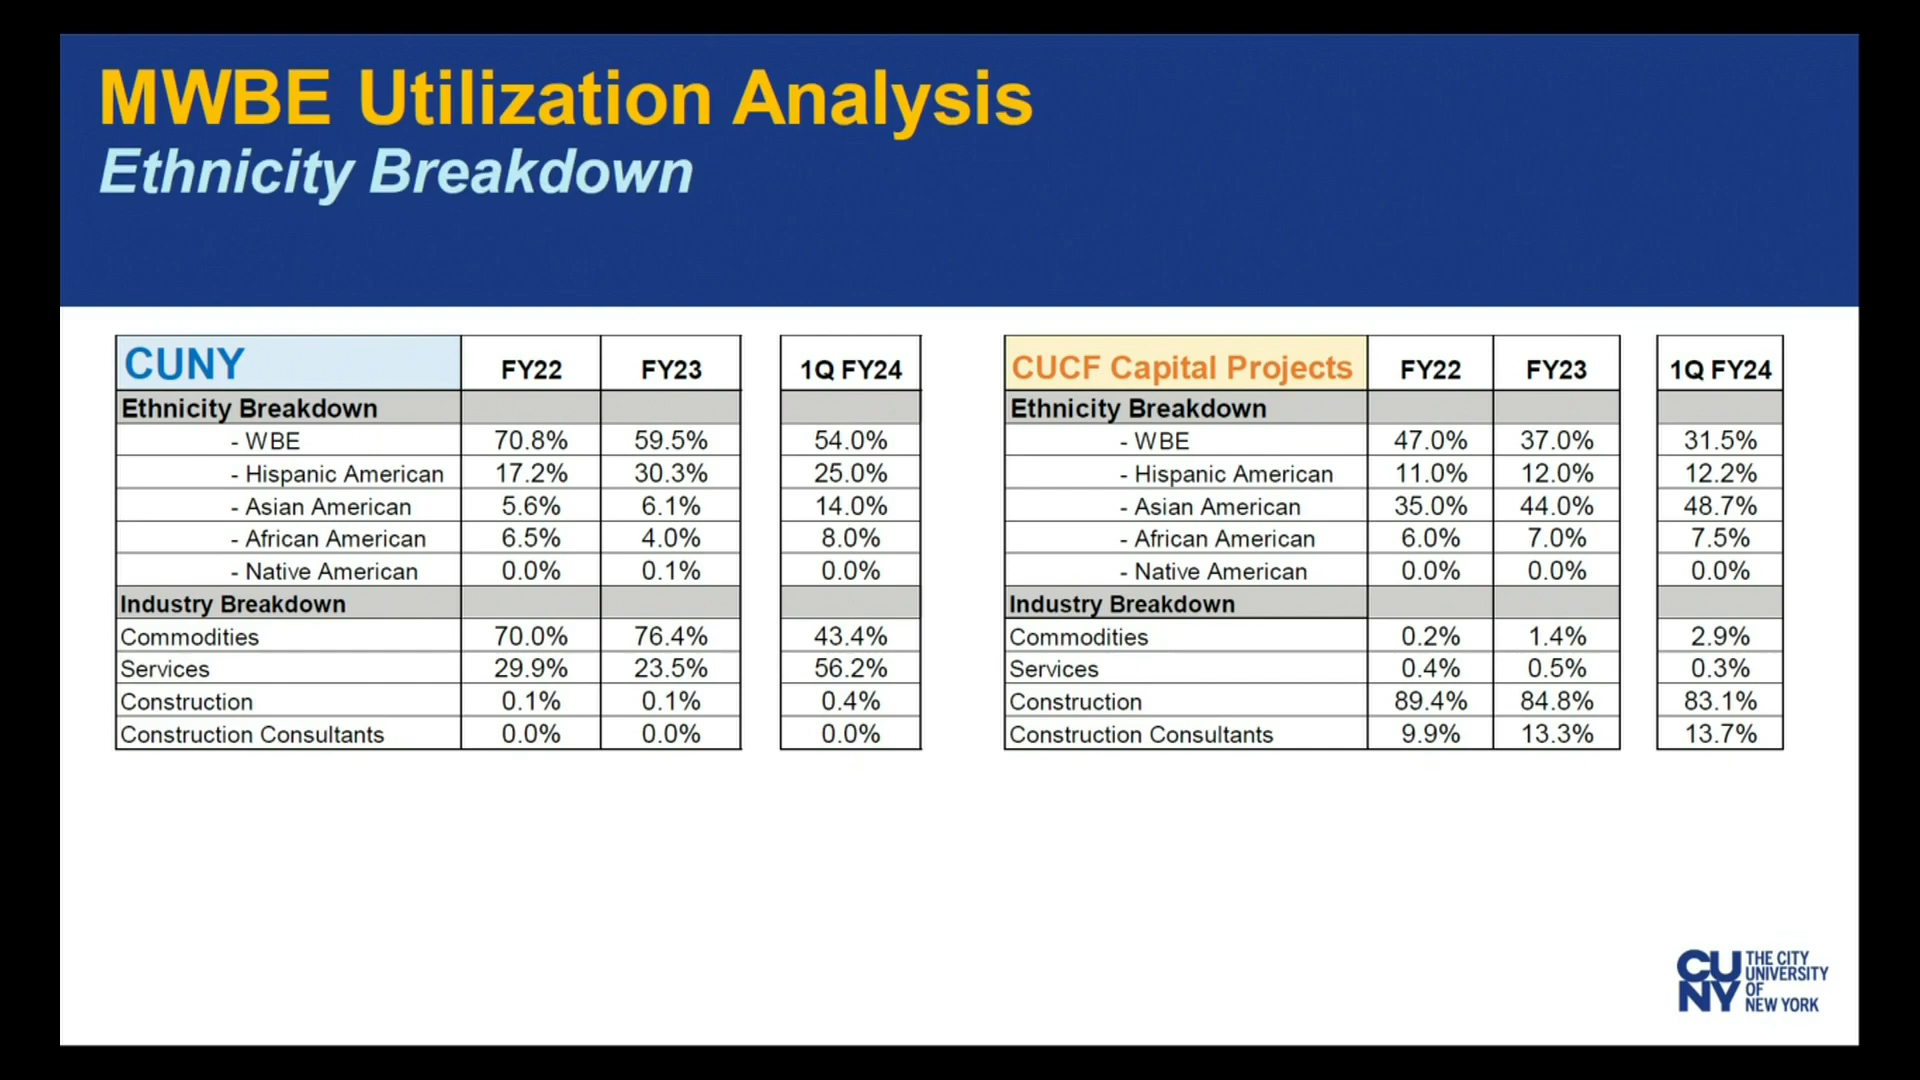 MWBE Utilization Analysis
Ethnicity Breakdown
CUNY FY22 FY23 1Q FY24
Ethnicity Breakdown
- WBE 70.8% 59.5% 54.0%
- Hispanic American 17.2% 30.3% 25.0%
- Asian American 5.6% 6.1% 14.0%
- African American 6.5% 4.0% 8.0%
- Native American 0.0% 0.1% 0.0%
Industry Breakdown
Commodities 70.0% 76.4% 43.4%
Services 29.9% 23.5% 56.2%
Construction 0.1% 0.1% 0.4%
Construction Consultants 0.0% 0.0% 0.0%
CUCF Capital Projects FY22 FY23 1Q FY24
Ethnicity Breakdown
- WBE 47.0% 37.0% 31.5%
- Hispanic American 11.0% 12.0% 12.2%
- Asian American 35.0% 44.0% 48.7%
- African American 6.0% 7.0% 7.5%
- Native American 0.0% 0.0% 0.0%
Industry Breakdown
Commodities 0.2% 1.4% 2.9%
Services 0.4% 0.5% 0.3%
Construction 89.4% 84.8% 83.1%
Construction Consultants 9.9% 13.3% 13.7%
CU
NY
THE CITY
UNIVERSITY
OF
NEW YORK